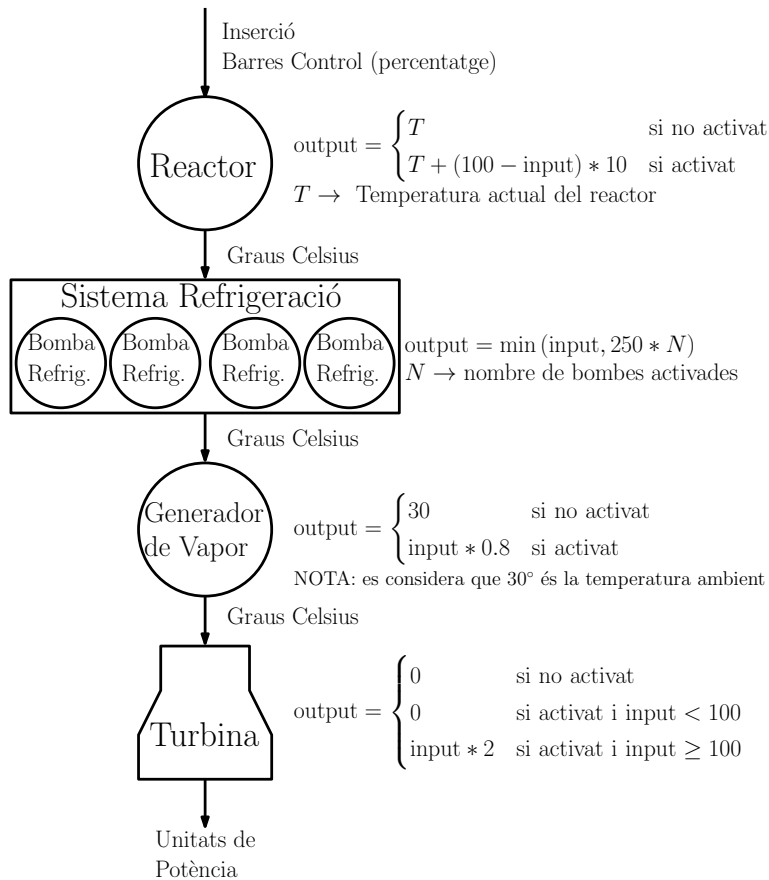 Inserció
Barres Control (percentatge)
Reactor
output = { T si no activat
T + (100 − input) ∗ 10 si activat
T → Temperatura actual del reactor
Graus Celsius
Sistema Refrigeració
Bomba Refrig.
Bomba Refrig.
Bomba Refrig.
Bomba Refrig.
output = min (input, 250 ∗ N)
N → nombre de bombes activades
Graus Celsius
Generador
de Vapor
output = { 30 si no activat
input ∗ 0.8 si activat
NOTA: es considera que 30° és la temperatura ambient
Graus Celsius
Turbina
output = { 0 si no activat
0 si activat i input < 100
input ∗ 2 si activat i input ≥ 100
Unitats de
Potència